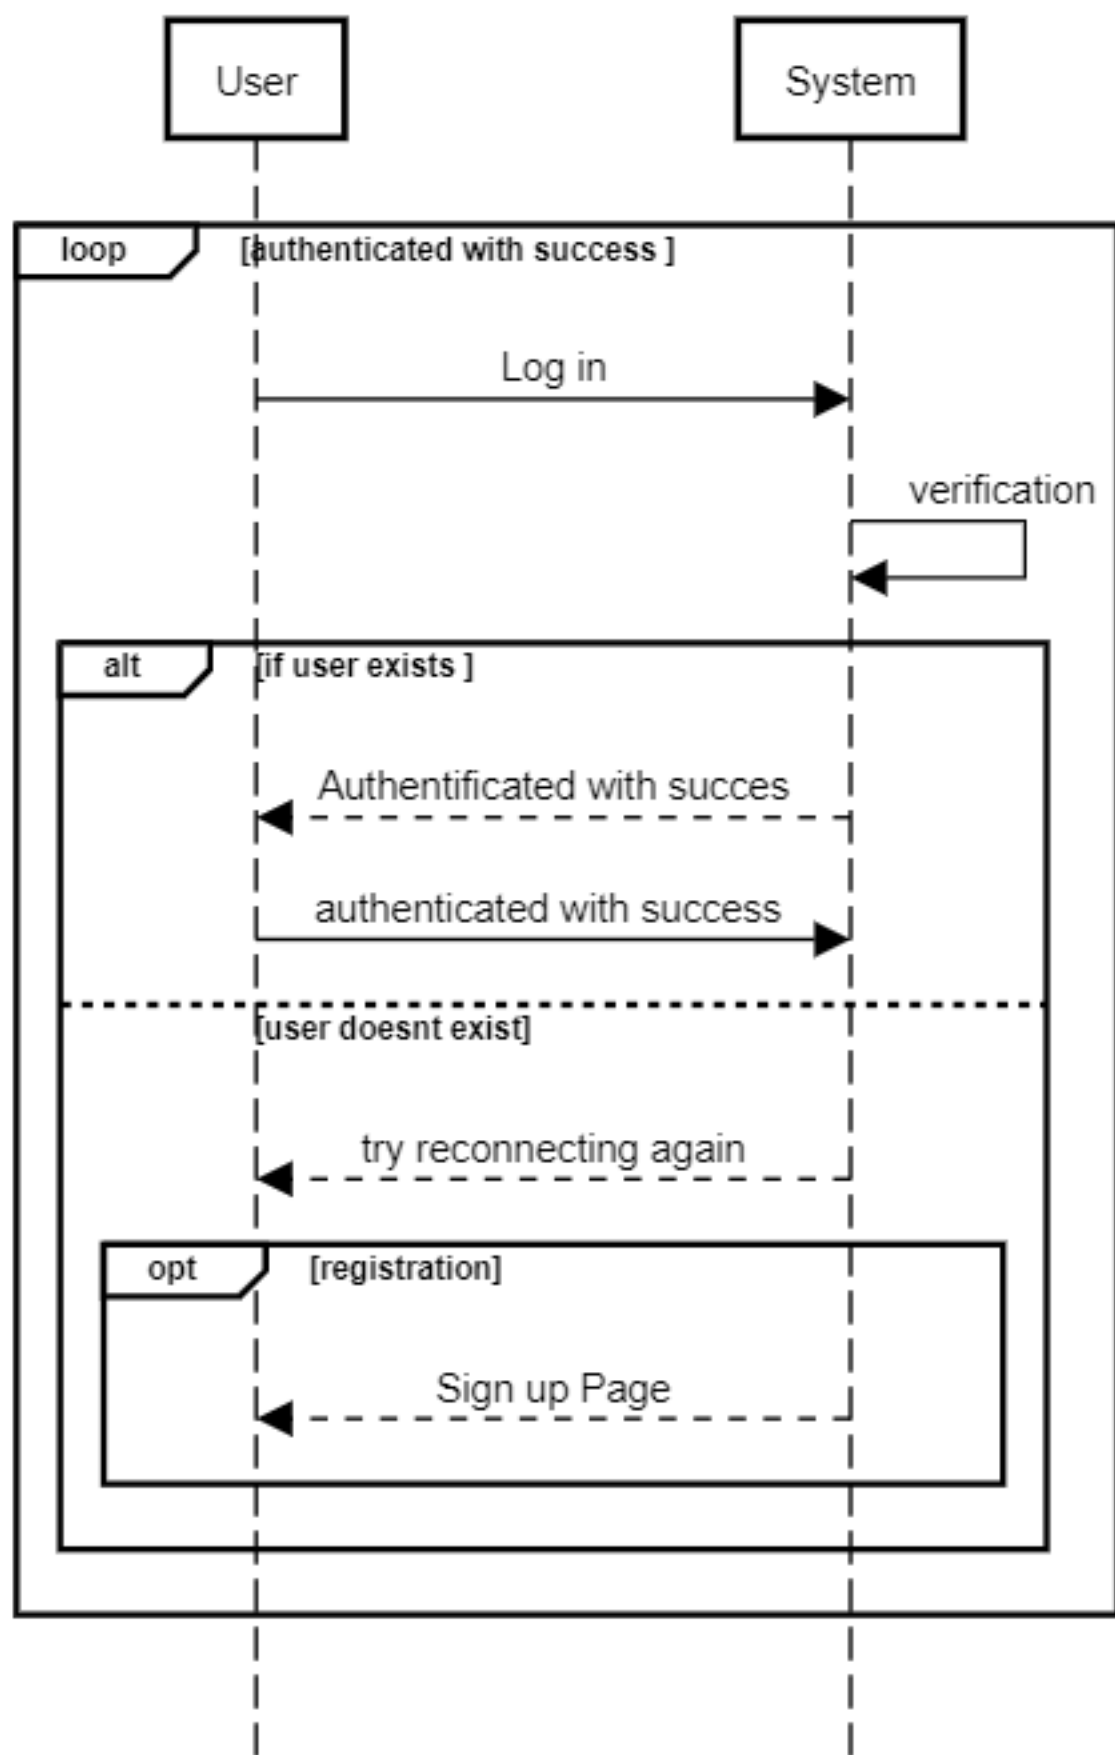 User
System
loop
[authenticated with success ]
Log in
verification
alt
[if user exists ]
Authentificated with succes
authenticated with success
[user doesnt exist]
try reconnecting again
opt
[registration]
Sign up Page